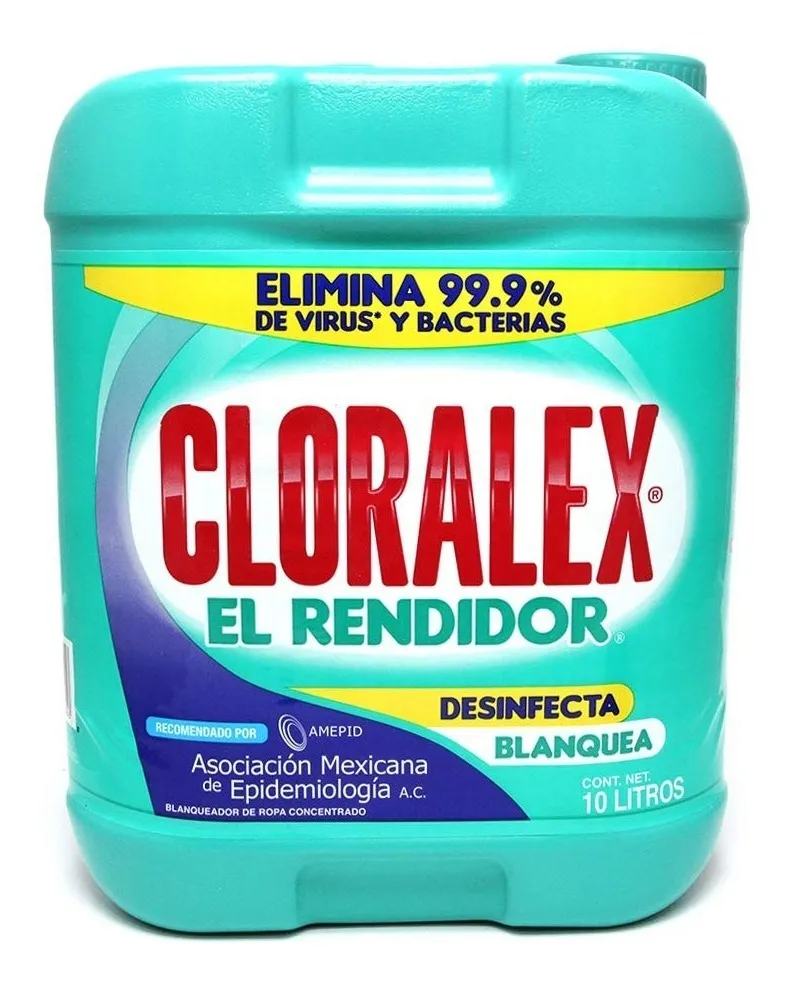 ELIMINA 99.9%
DE VIRUS* Y BACTERIAS
CLORALEX®
EL RENDIDOR®
DESINFECTA
BLANQUEA
RECOMENDADO POR
AMEPID
Asociación Mexicana
de Epidemiología A.C.
BLANQUEADOR DE ROPA CONCENTRADO
CONT. NET.
10 LITROS